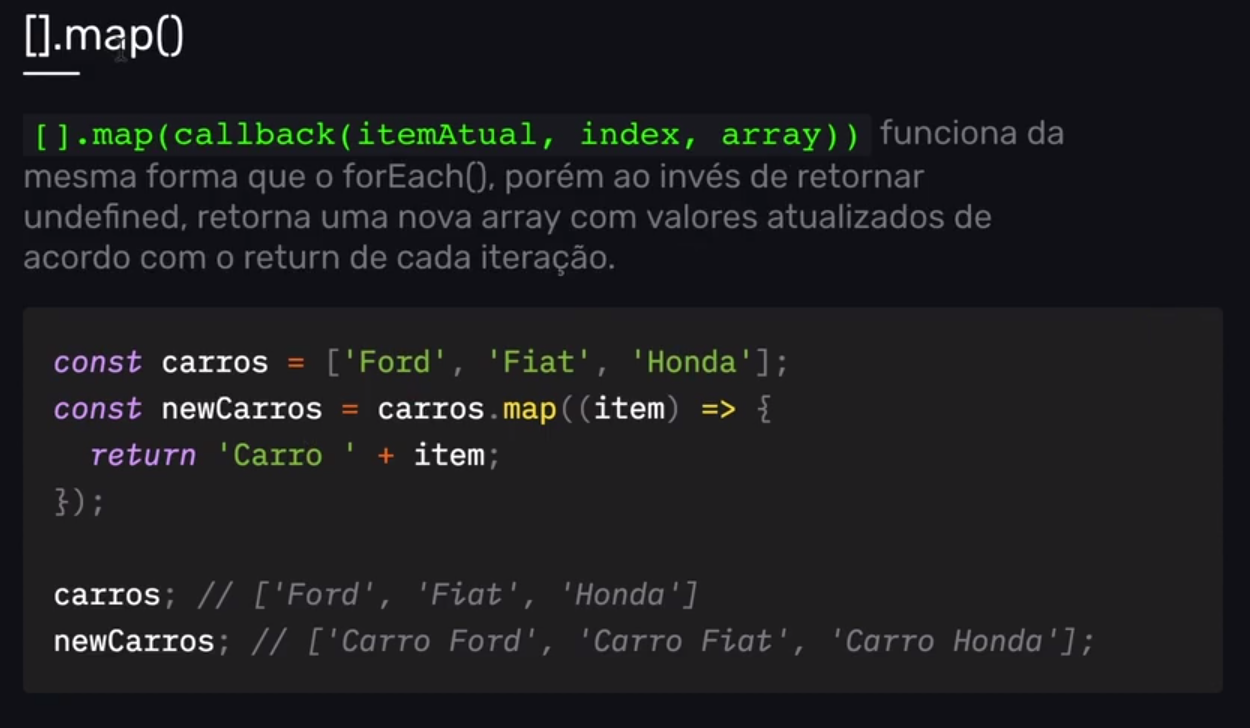 [].map()
[].map(callback(itemAtual, index, array)) funciona da
mesma forma que o forEach(), porém ao invés de retornar
undefined, retorna uma nova array com valores atualizados de
acordo com o return de cada iteração.
const carros = ['Ford', 'Fiat', 'Honda'];
const newCarros = carros.map((item) => {
  return 'Carro ' + item;
});
carros; // ['Ford', 'Fiat', 'Honda']
newCarros; // ['Carro Ford', 'Carro Fiat', 'Carro Honda'];